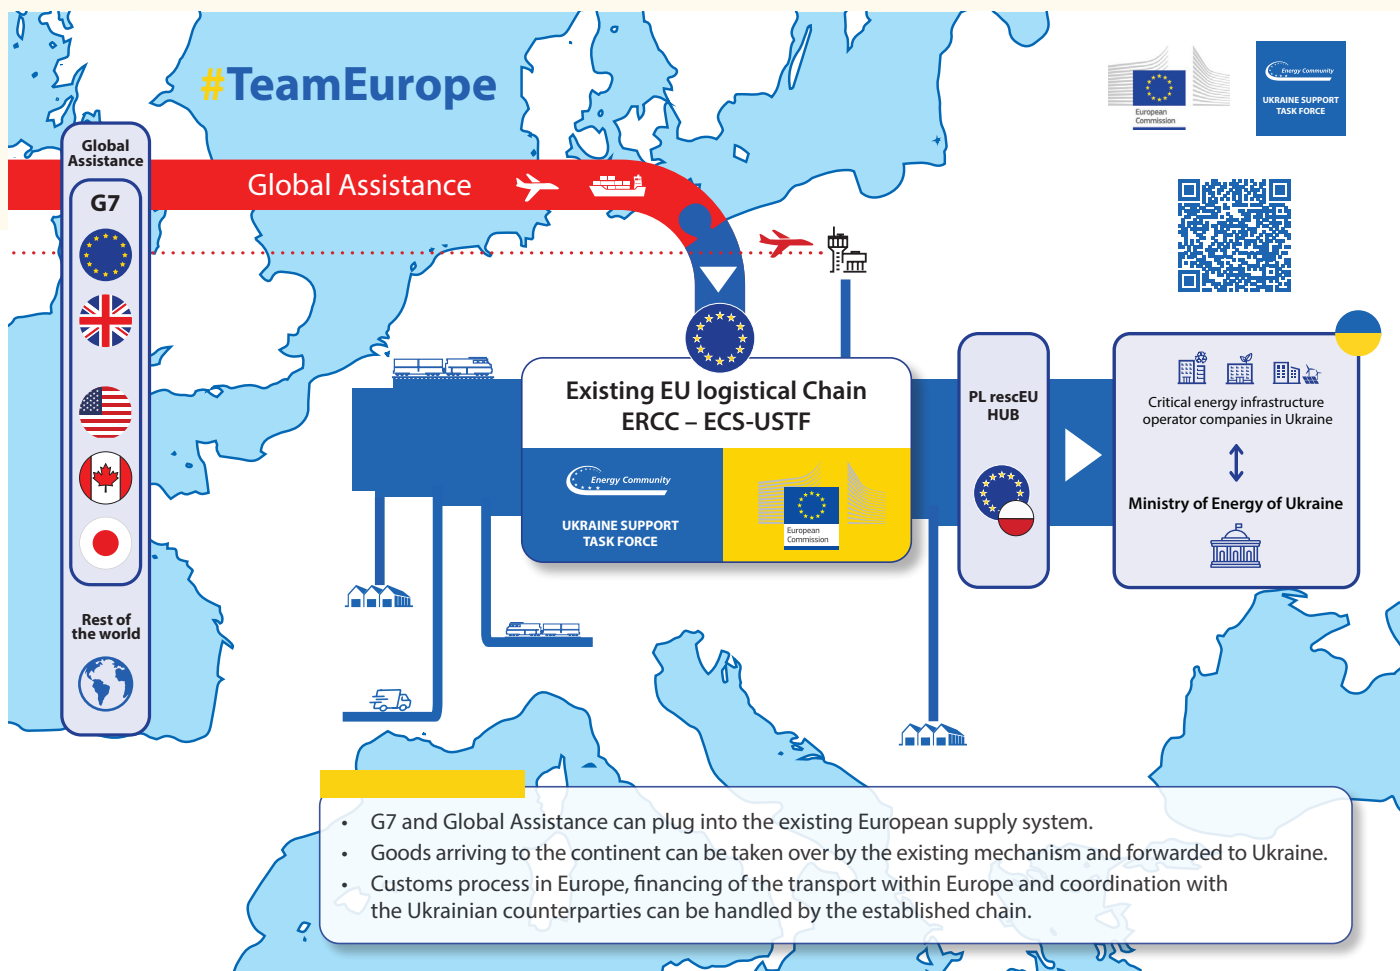 #TeamEurope
European
Commission
Energy Community
UKRAINE SUPPORT
TASK FORCE
Global
Assistance
G7
Rest of
the world
Global Assistance
Existing EU logistical Chain
ERCC – ECS-USTF
Energy Community
UKRAINE SUPPORT
TASK FORCE
European
Commission
PL rescEU
HUB
Critical energy infrastructure
operator companies in Ukraine
Ministry of Energy of Ukraine
• G7 and Global Assistance can plug into the existing European supply system.
• Goods arriving to the continent can be taken over by the existing mechanism and forwarded to Ukraine.
• Customs process in Europe, financing of the transport within Europe and coordination with
the Ukrainian counterparties can be handled by the established chain.